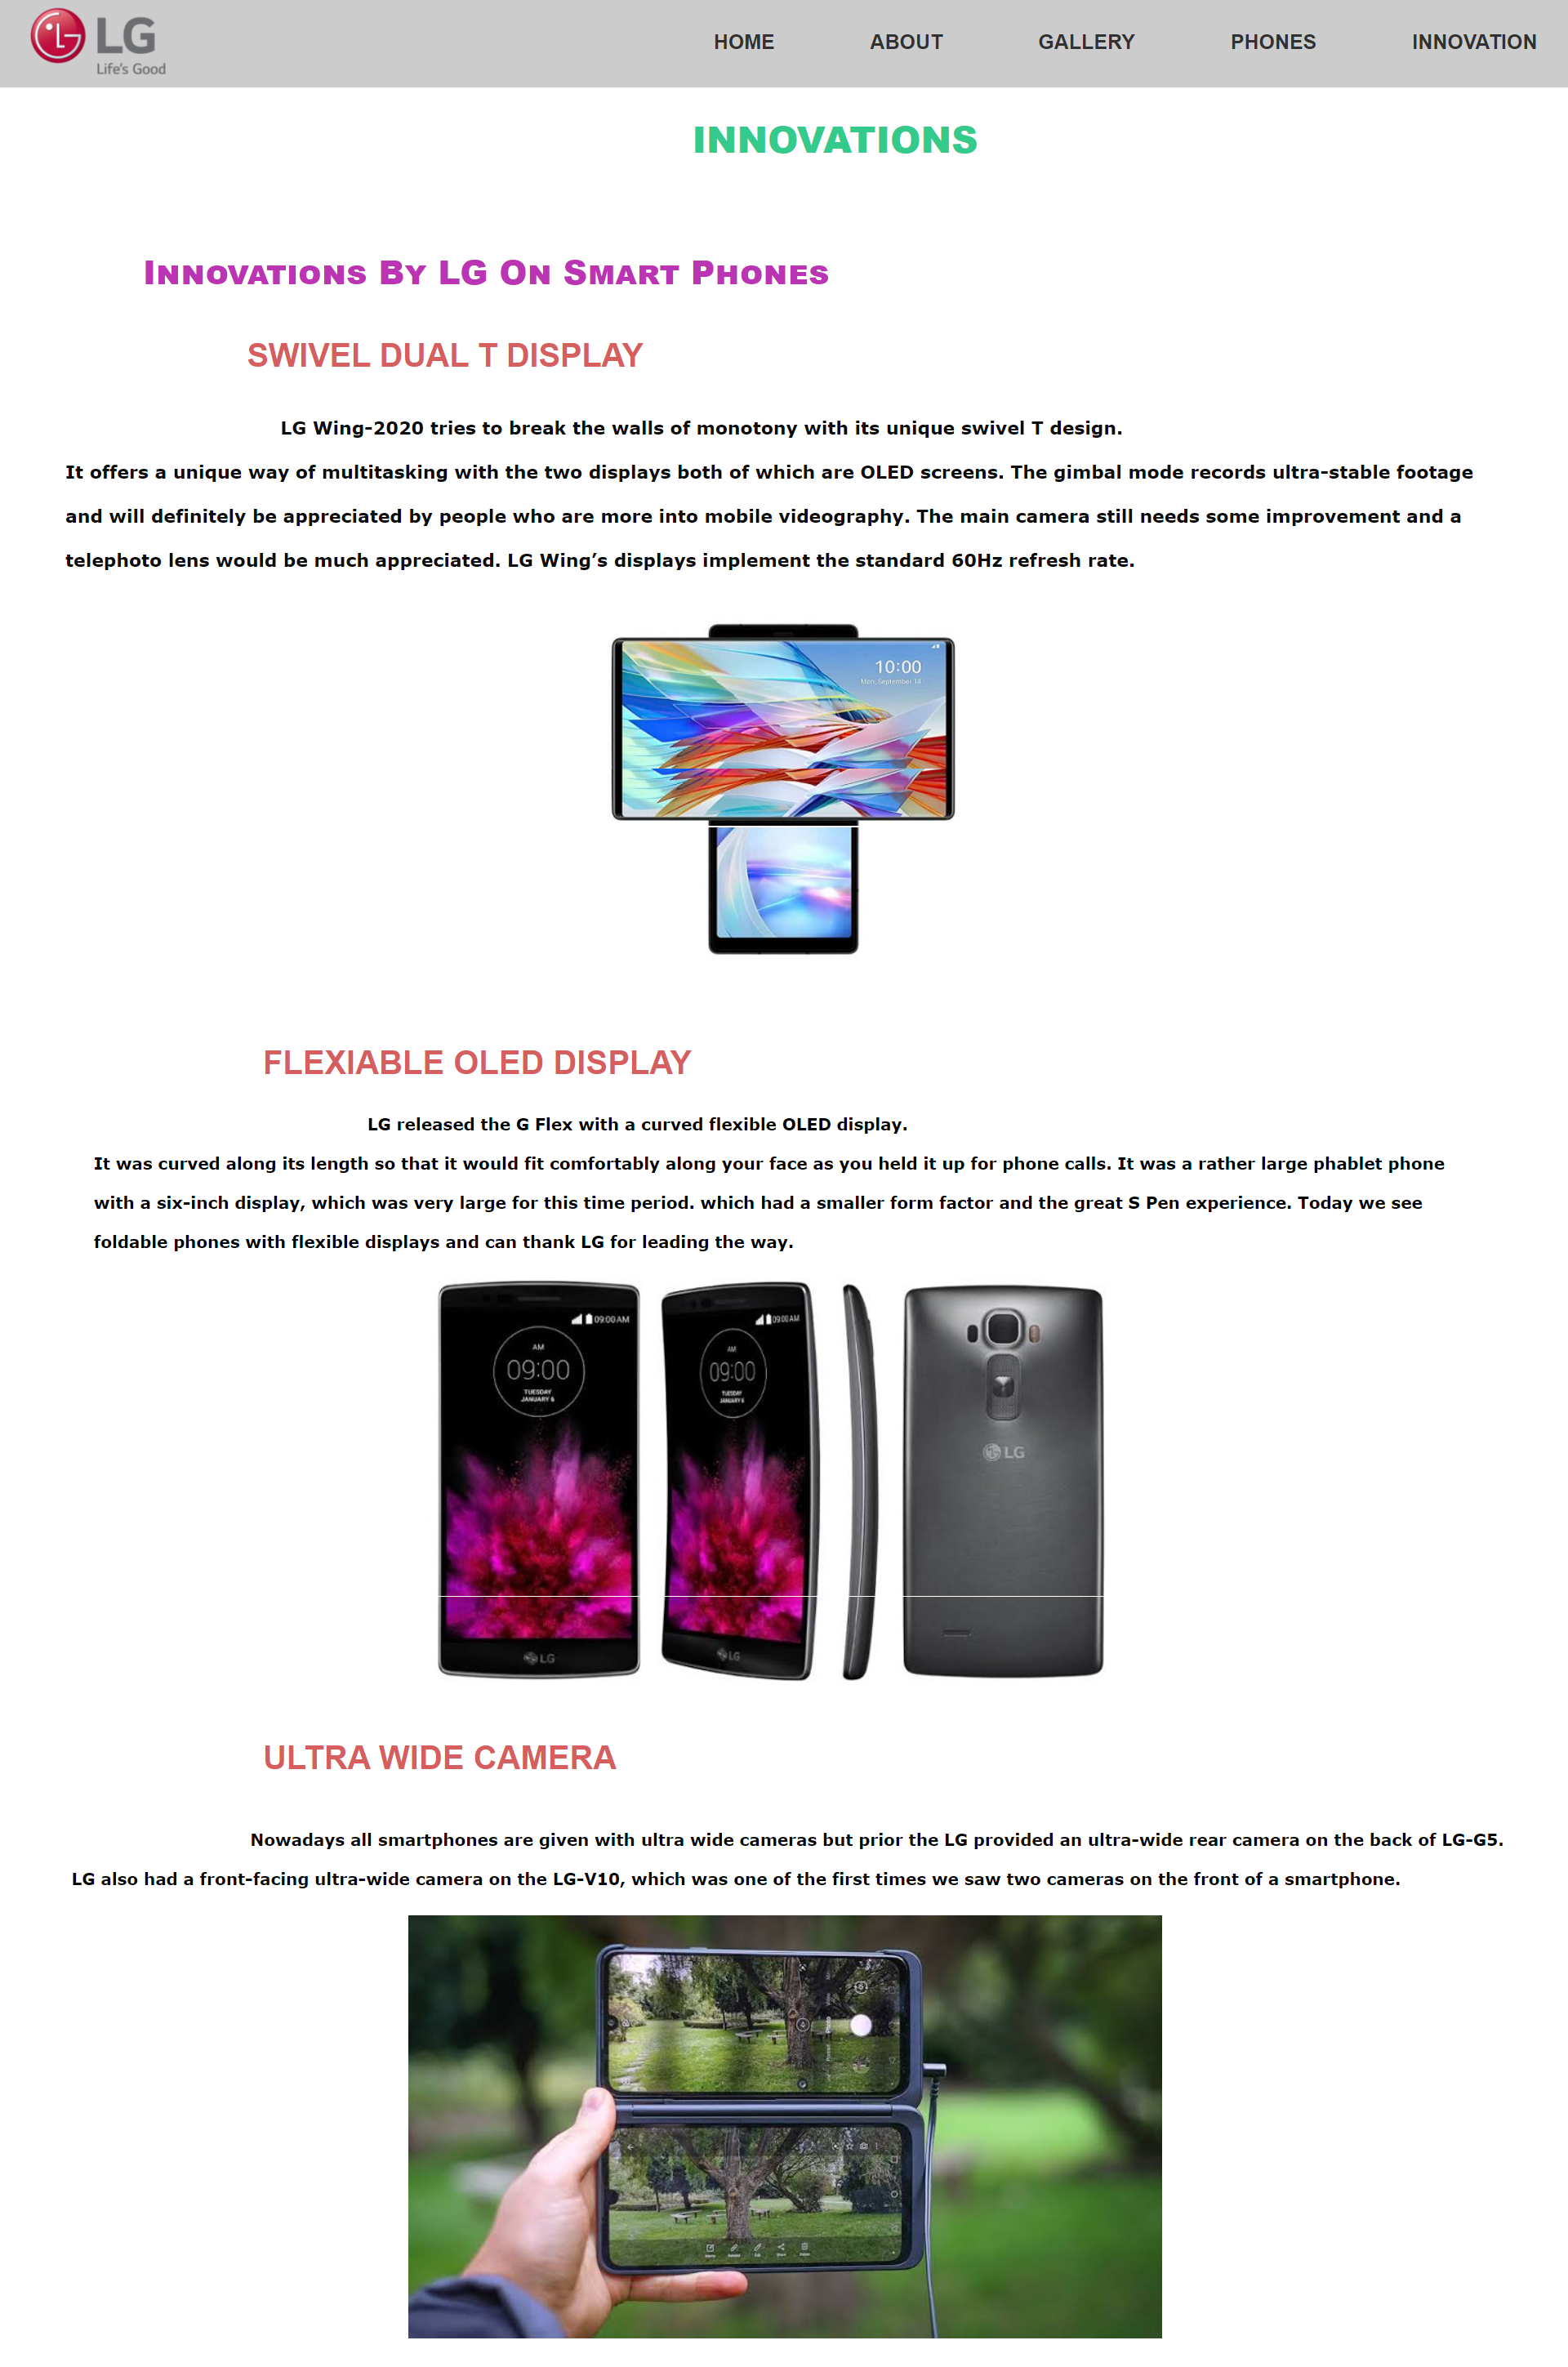 LG
Life's Good
HOME ABOUT GALLERY PHONES INNOVATION
INNOVATIONS
Innovations By LG On Smart Phones
SWIVEL DUAL T DISPLAY
LG Wing-2020 tries to break the walls of monotony with its unique swivel T design.
It offers a unique way of multitasking with the two displays both of which are OLED screens. The gimbal mode records ultra-stable footage
and will definitely be appreciated by people who are more into mobile videography. The main camera still needs some improvement and a
telephoto lens would be much appreciated. LG Wing’s displays implement the standard 60Hz refresh rate.
10:00
Mon, September 14
FLEXIABLE OLED DISPLAY
LG released the G Flex with a curved flexible OLED display.
It was curved along its length so that it would fit comfortably along your face as you held it up for phone calls. It was a rather large phablet phone
with a six-inch display, which was very large for this time period. which had a smaller form factor and the great S Pen experience. Today we see
foldable phones with flexible displays and can thank LG for leading the way.
09:00 AM
AM
09:00
TUESDAY
JANUARY 6
LG
09:00 AM
AM
09:00
TUESDAY
JANUARY 6
LG
LG
ULTRA WIDE CAMERA
Nowadays all smartphones are given with ultra wide cameras but prior the LG provided an ultra-wide rear camera on the back of LG-G5.
LG also had a front-facing ultra-wide camera on the LG-V10, which was one of the first times we saw two cameras on the front of a smartphone.